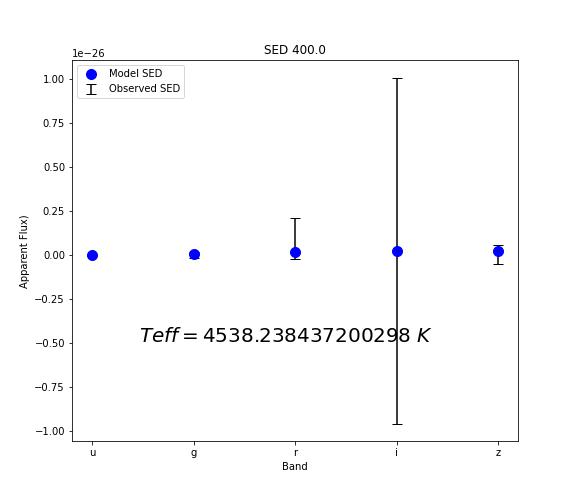 SED 400.0
1e−26
Model SED
Observed SED
1.00
0.75
0.50
0.25
0.00
−0.25
−0.50
−0.75
−1.00
Apparent Flux)
Teff = 4538.238437200298 K
u g r i z
Band